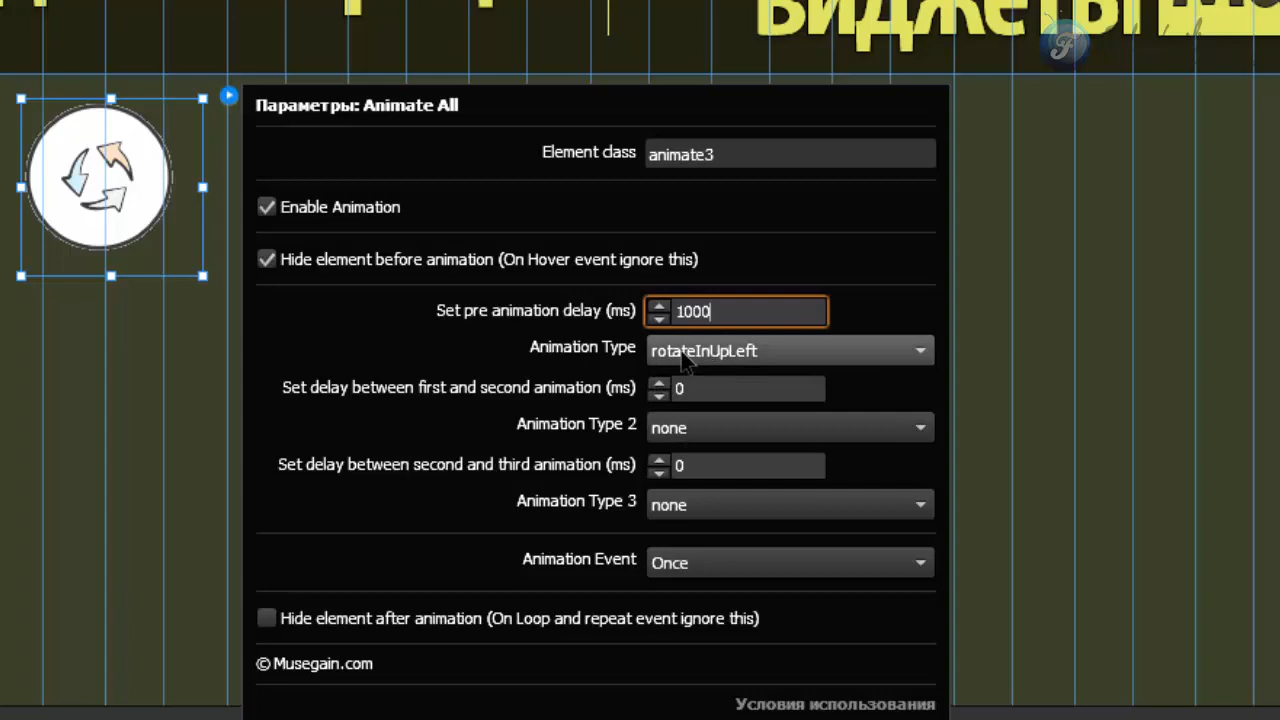 Виджеты
Параметры: Animate All
Element class
animate3
Enable Animation
Hide element before animation (On Hover event ignore this)
Set pre animation delay (ms)
1000
Animation Type
rotateInUpLeft
Set delay between first and second animation (ms)
0
Animation Type 2
none
Set delay between second and third animation (ms)
0
Animation Type 3
none
Animation Event
Once
Hide element after animation (On Loop and repeat event ignore this)
© Musegain.com
Условия использования